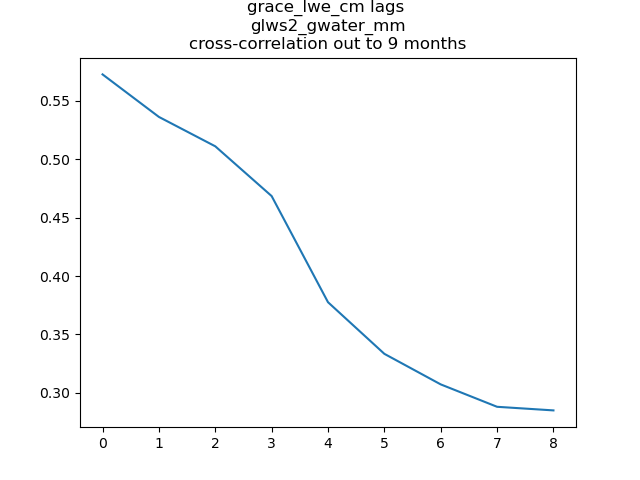 grace_lwe_cm lags
glws2_gwater_mm
cross-correlation out to 9 months
0.55
0.50
0.45
0.40
0.35
0.30
0 1 2 3 4 5 6 7 8